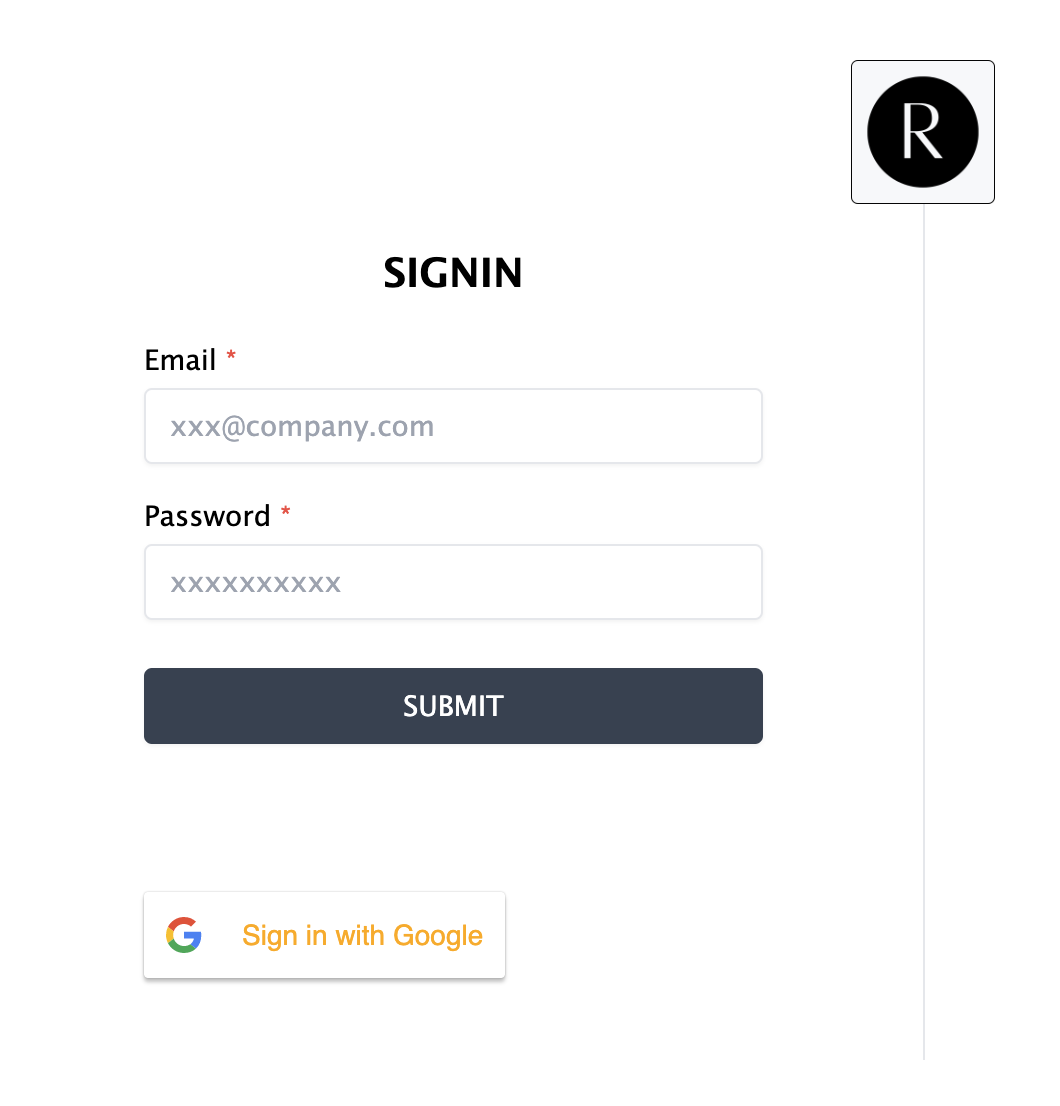 R
SIGNIN
Email *
xxx@company.com
Password *
xxxxxxxxxx
SUBMIT
Sign in with Google